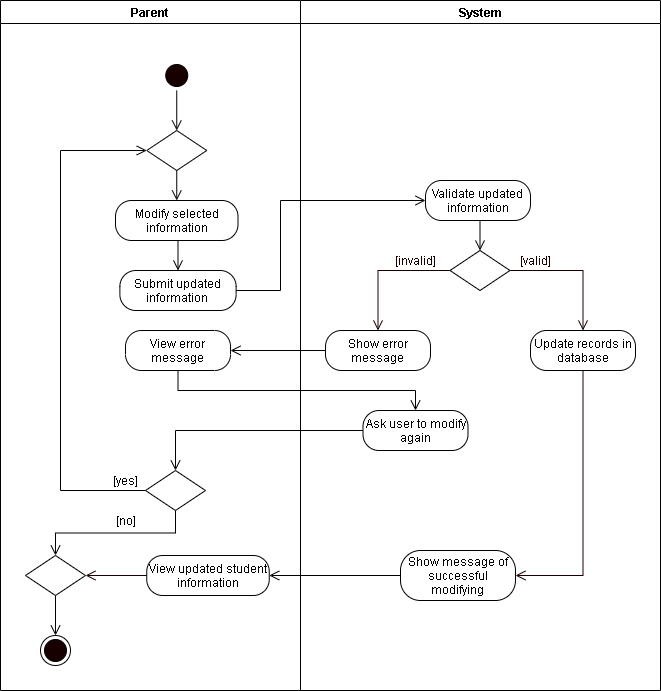 Parent
System
Modify selected
information
Validate updated
information
Submit updated
information
[invalid]
[valid]
View error
message
Show error
message
Update records in
database
Ask user to modify
again
[yes]
[no]
View updated student
information
Show message of
successful
modifying